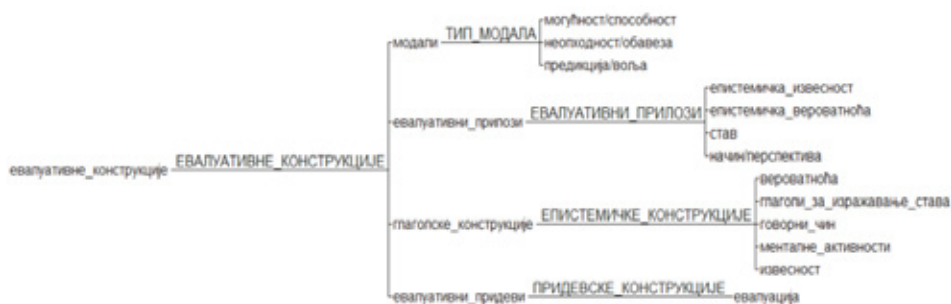 евалуативне_конструкције
ЕВАЛУАТИВНЕ_КОНСТРУКЦИЈЕ
модали
ТИП_МОДАЛА
могућност/способност
неопходност/обавеза
предикција/воља
евалуативни_прилози
ЕВАЛУАТИВНИ_ПРИЛОЗИ
епистемичка_извесност
епистемичка_вероватноћа
став
начин/перспектива
глаголске_конструкције
ЕПИСТЕМИЧКЕ_КОНСТРУКЦИЈЕ
вероватноћа
глаголи_за_изражавање_става
говорни_чин
менталне_активности
извесност
евалуативни_придеви
ПРИДЕВСКЕ_КОНСТРУКЦИЈЕ
евалуација